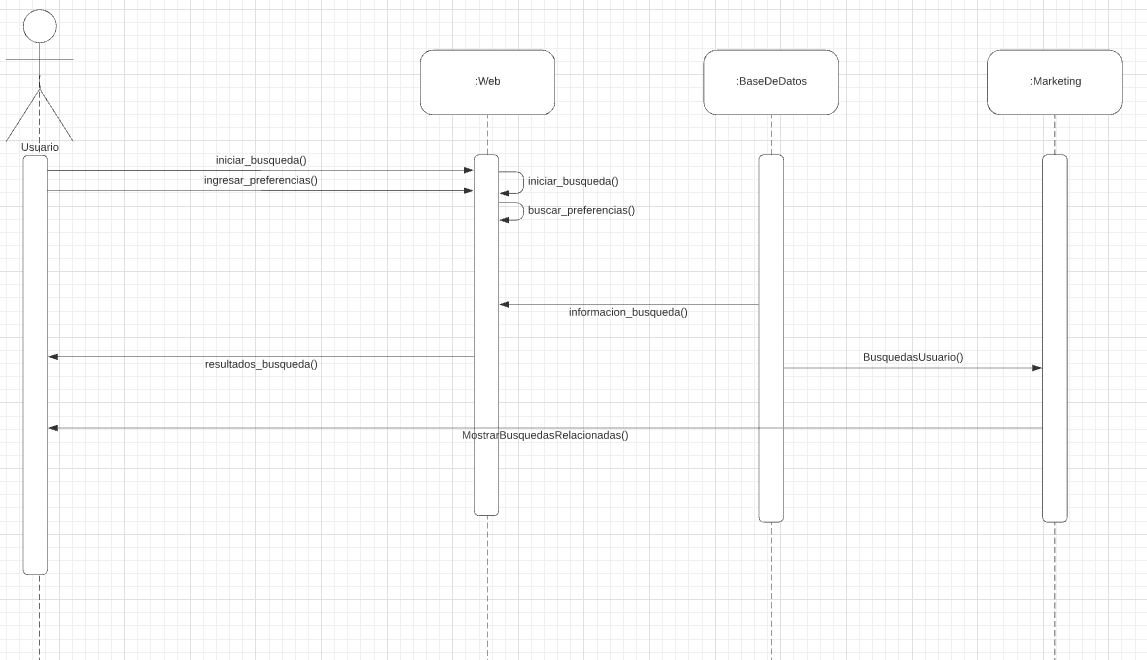 :Web
:BaseDeDatos
:Marketing
Usuario
iniciar_busqueda()
ingresar_preferencias()
iniciar_busqueda()
buscar_preferencias()
informacion_busqueda()
resultados_busqueda()
BusquedasUsuario()
MostrarBusquedasRelacionadas()